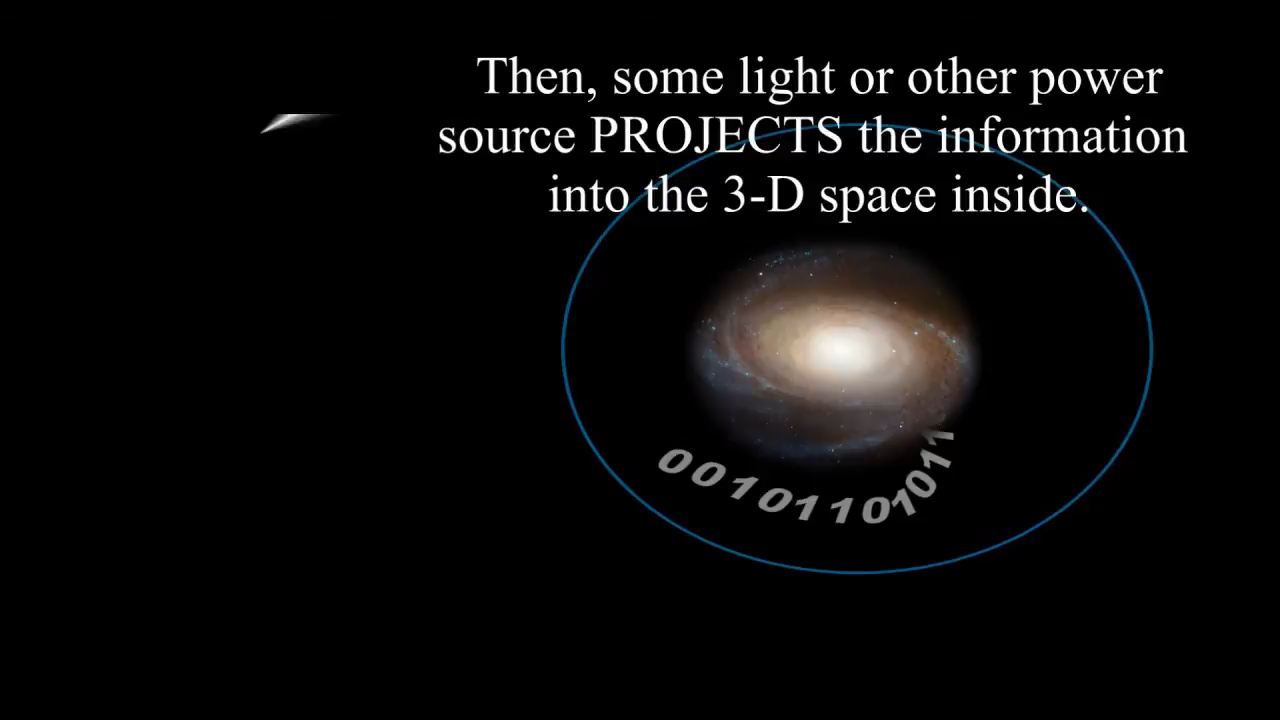 Then, some light or other power
source PROJECTS the information
into the 3-D space inside.
00101101011